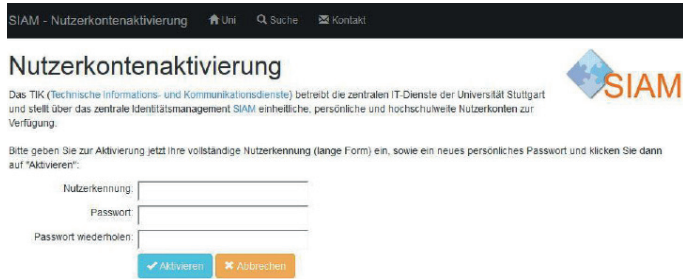 SIAM - Nutzerkontenaktivierung Uni Suche Kontakt
Nutzerkontenaktivierung
SIAM
Das TIK (Technische Informations- und Kommunikationsdienste) betreibt die zentralen IT-Dienste der Universität Stuttgart
und stellt über das zentrale Identitätsmanagement SIAM einheitliche, persönliche und hochschulweite Nutzerkonten zur
Verfügung.
Bitte geben Sie zur Aktivierung jetzt Ihre vollständige Nutzerkennung (lange Form) ein, sowie ein neues persönliches Passwort und klicken Sie dann
auf "Aktivieren":
Nutzerkennung:
Passwort:
Passwort wiederholen:
Aktivieren Abbrechen